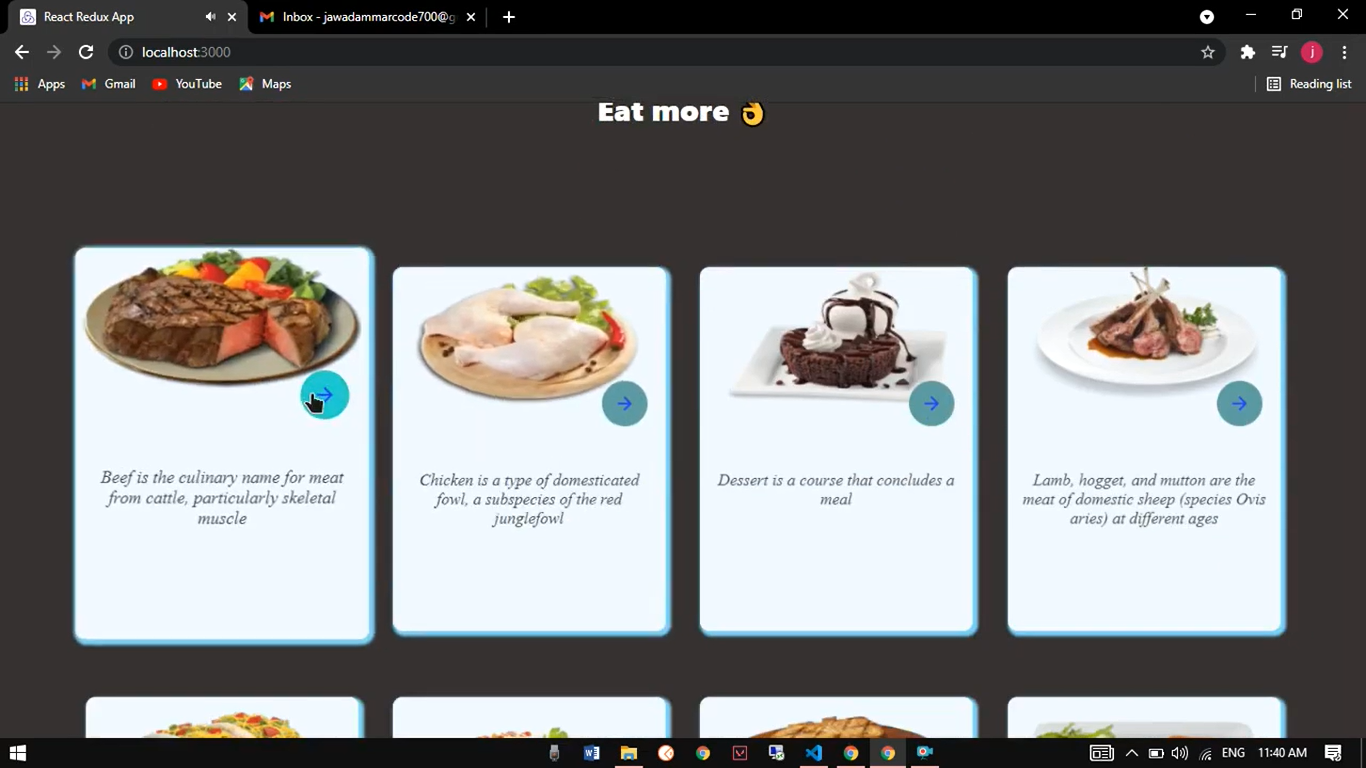 React Redux App
Inbox - jawadammarcode700@g
localhost:3000
j
Apps
Gmail
YouTube
Maps
Reading list
Eat more 👌
Beef is the culinary name for meat
from cattle, particularly skeletal
muscle
Chicken is a type of domesticated
fowl, a subspecies of the red
junglefowl
Dessert is a course that concludes a
meal
Lamb, hogget, and mutton are the
meat of domestic sheep (species Ovis
aries) at different ages
ENG
11:40 AM